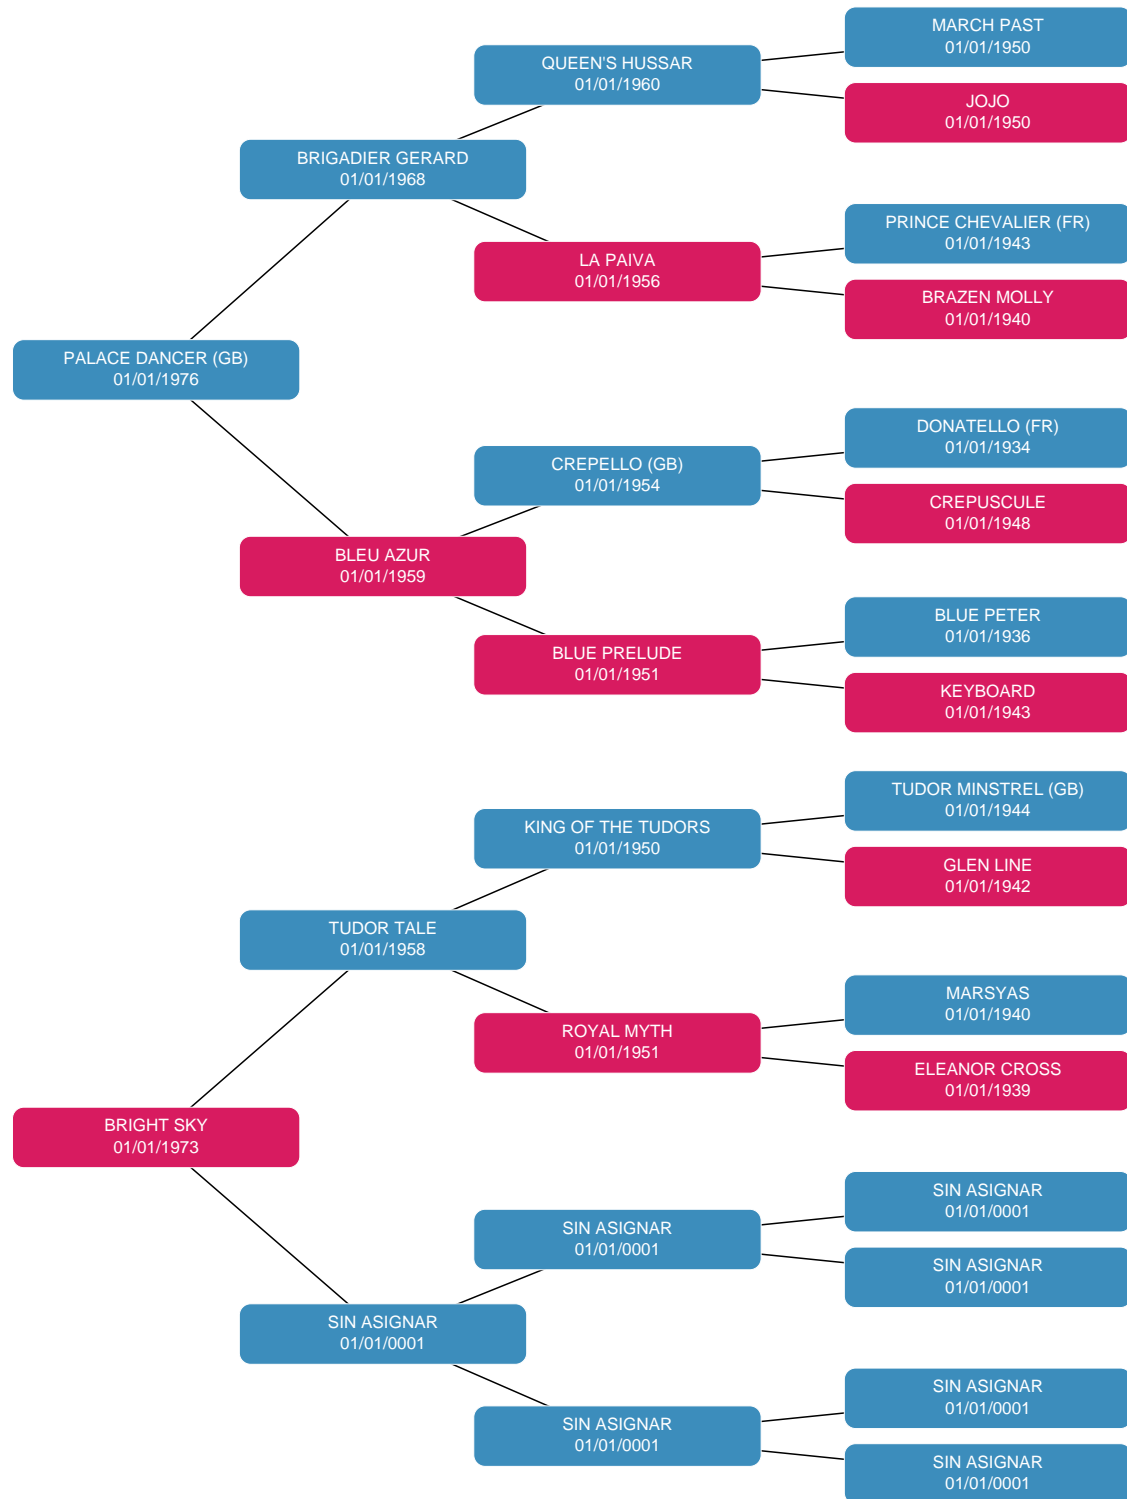 MARCH PAST
01/01/1950
QUEEN'S HUSSAR
01/01/1960
JOJO
01/01/1950
BRIGADIER GERARD
01/01/1968
PRINCE CHEVALIER (FR)
01/01/1943
LA PAIVA
01/01/1956
BRAZEN MOLLY
01/01/1940
PALACE DANCER (GB)
01/01/1976
DONATELLO (FR)
01/01/1934
CREPELLO (GB)
01/01/1954
CREPUSCULE
01/01/1948
BLEU AZUR
01/01/1959
BLUE PETER
01/01/1936
BLUE PRELUDE
01/01/1951
KEYBOARD
01/01/1943
TUDOR MINSTREL (GB)
01/01/1944
KING OF THE TUDORS
01/01/1950
GLEN LINE
01/01/1942
TUDOR TALE
01/01/1958
MARSYAS
01/01/1940
ROYAL MYTH
01/01/1951
ELEANOR CROSS
01/01/1939
BRIGHT SKY
01/01/1973
SIN ASIGNAR
01/01/0001
SIN ASIGNAR
01/01/0001
SIN ASIGNAR
01/01/0001
SIN ASIGNAR
01/01/0001
SIN ASIGNAR
01/01/0001
SIN ASIGNAR
01/01/0001
SIN ASIGNAR
01/01/0001